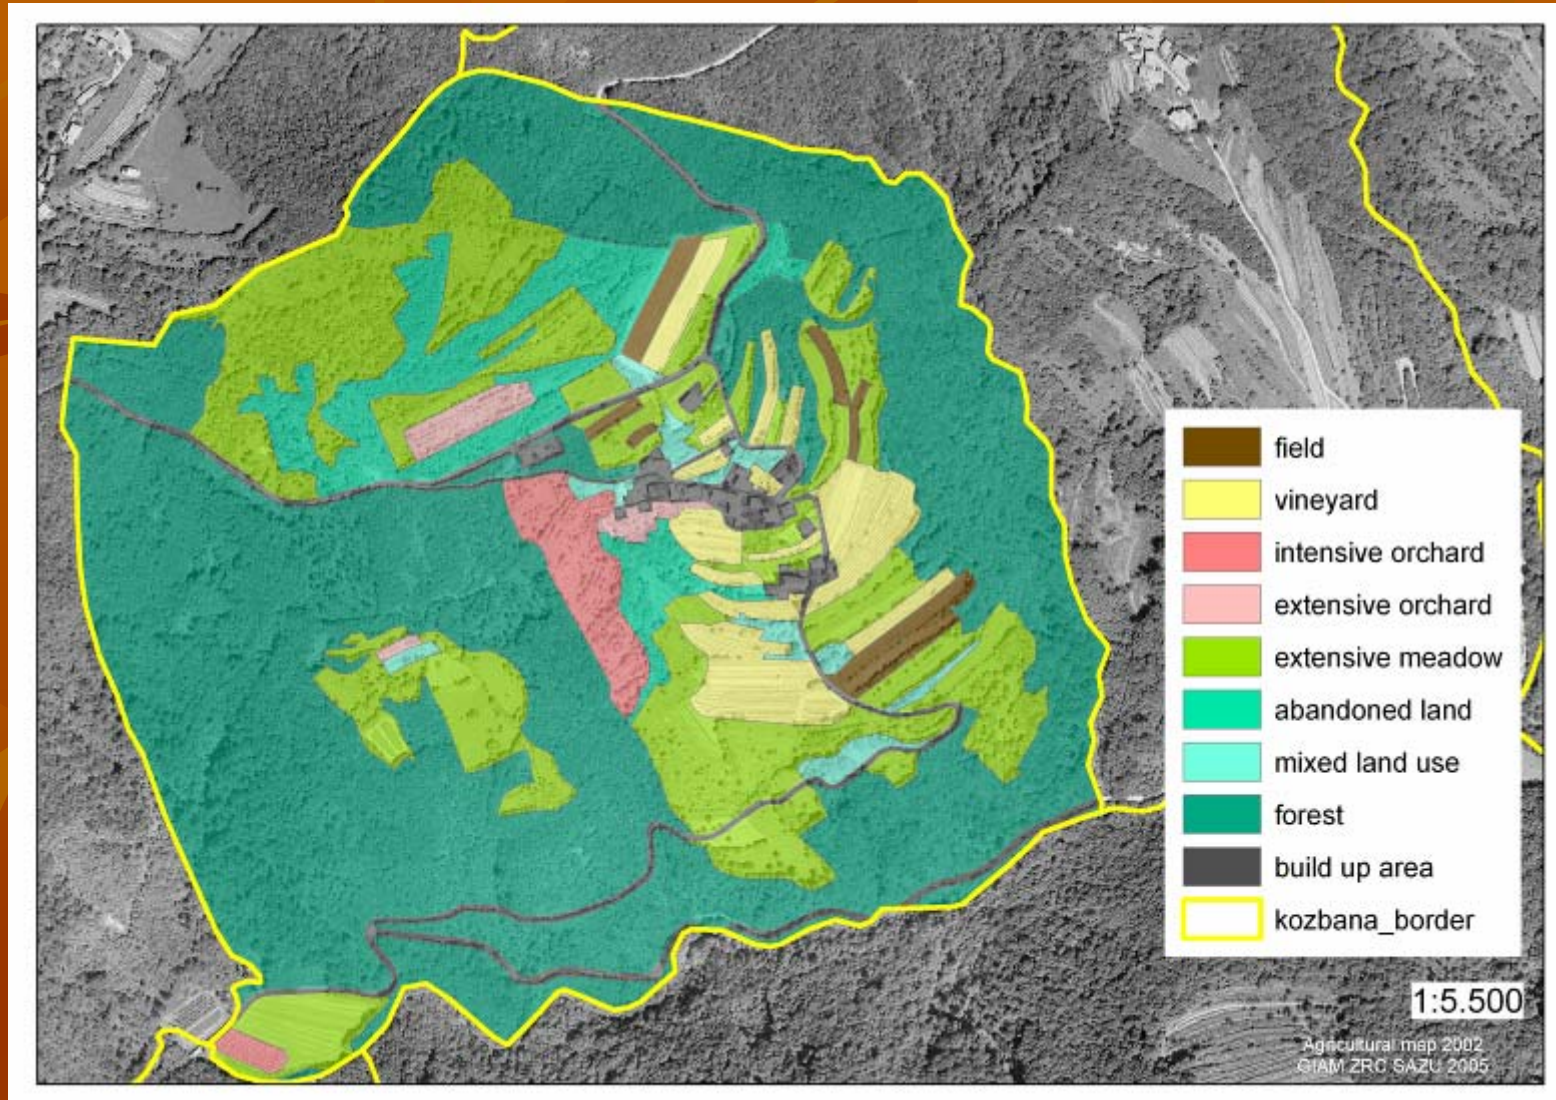 field
vineyard
intensive orchard
extensive orchard
extensive meadow
abandoned land
mixed land use
forest
build up area
kozbana_border
1:5.500
Agricultural map 2002
GIAM ZRC SAZU 2005